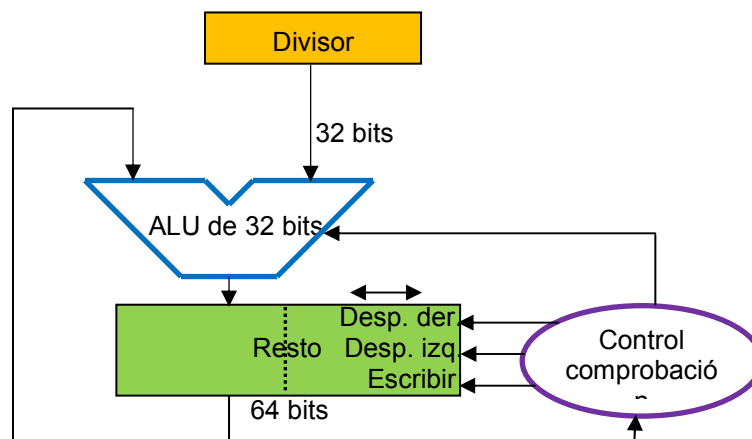 Divisor
32 bits
ALU de 32 bits
Desp. der.
Resto Desp. izq.
Escribir
Control
comprobació
64 bits